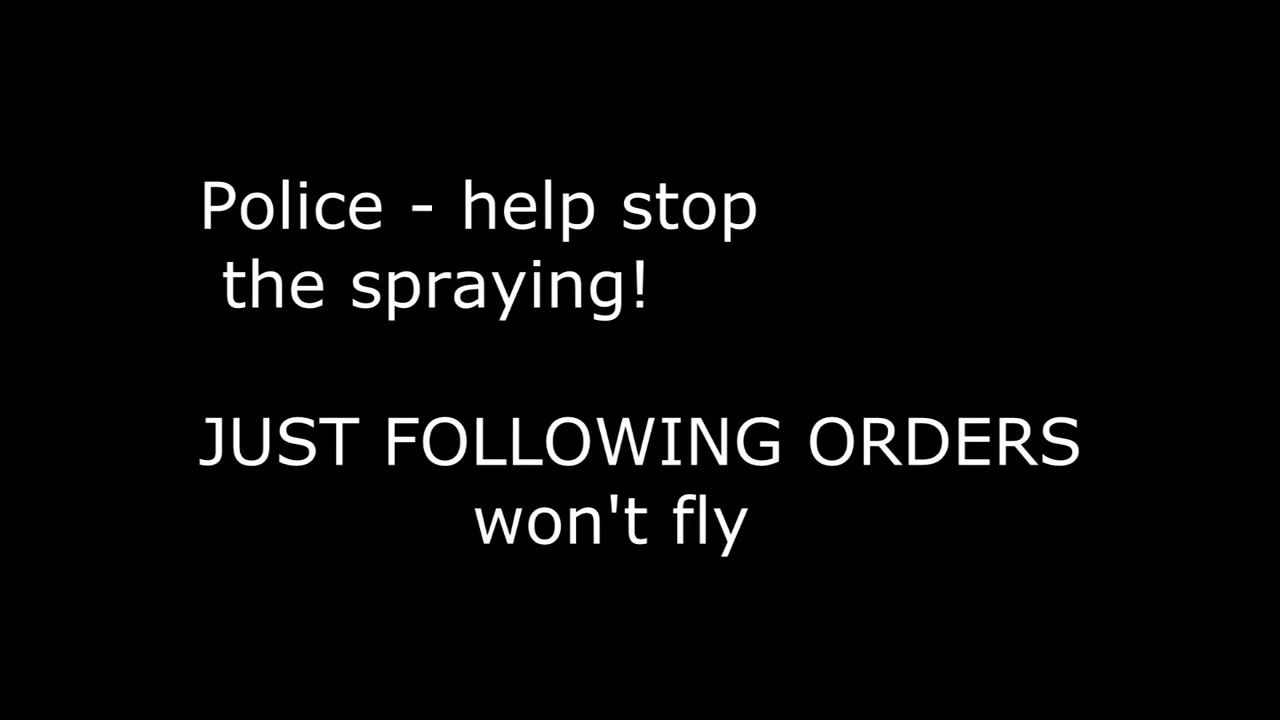 Police - help stop
the spraying!
JUST FOLLOWING ORDERS
won't fly